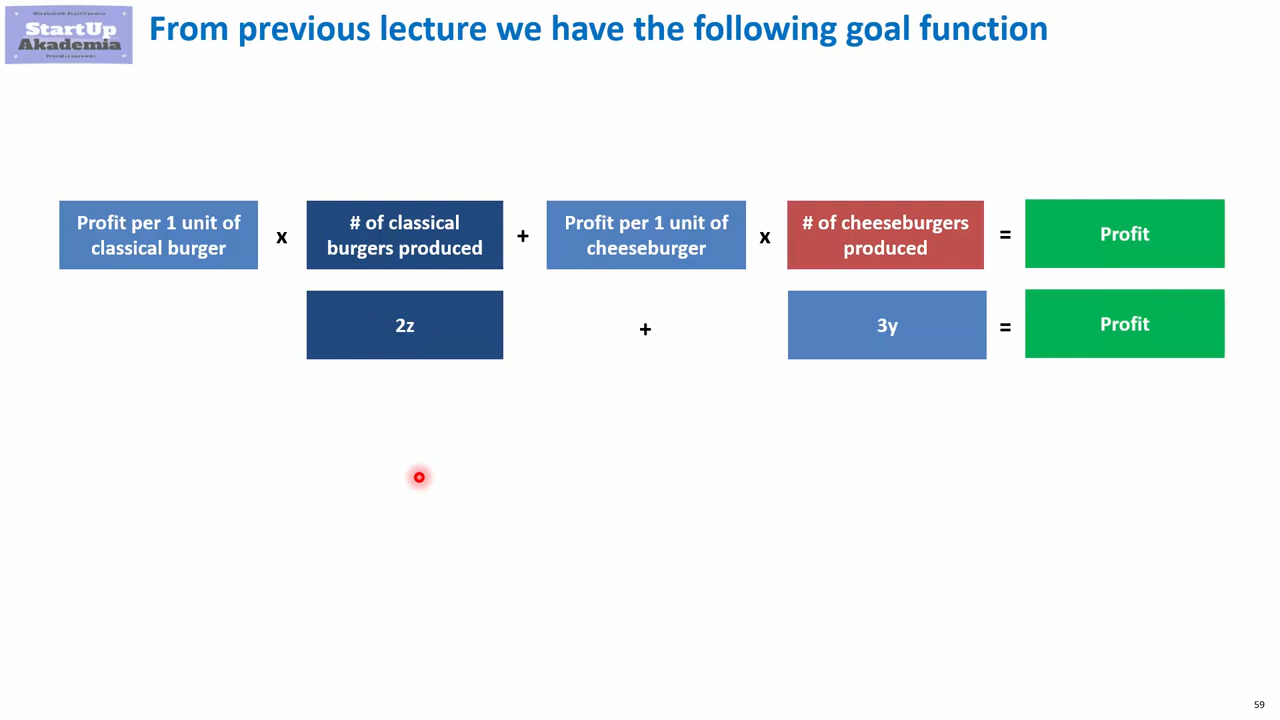 StartUp
Akademia
From previous lecture we have the following goal function
Profit per 1 unit of
classical burger
x
# of classical
burgers produced
+
Profit per 1 unit of
cheeseburger
x
# of cheeseburgers
produced
=
Profit
2z
+
3y
=
Profit
59